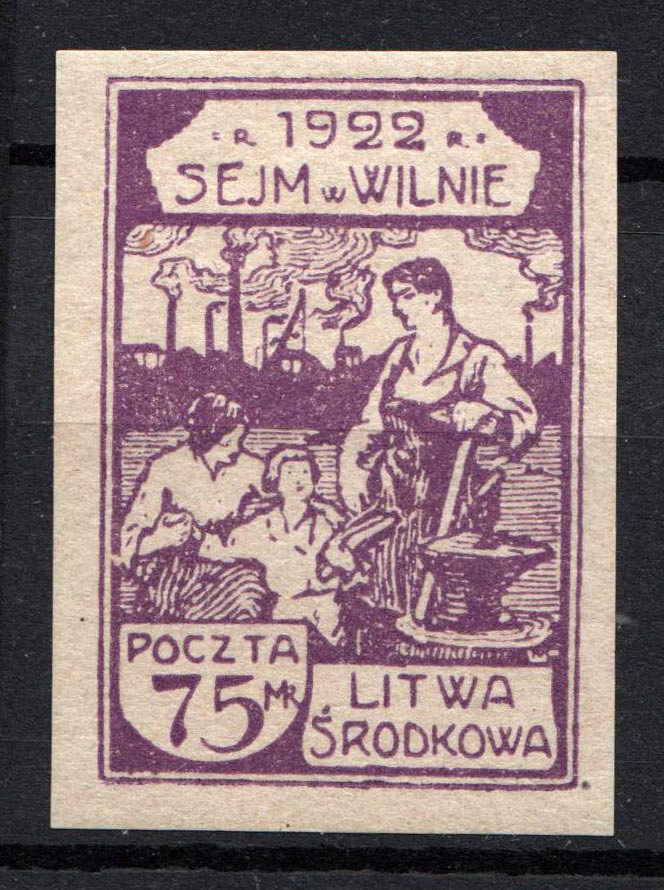 :R 1922 R:
SEJM w WILNIE
POCZTA
75 MK
LITWA
ŚRODKOWA